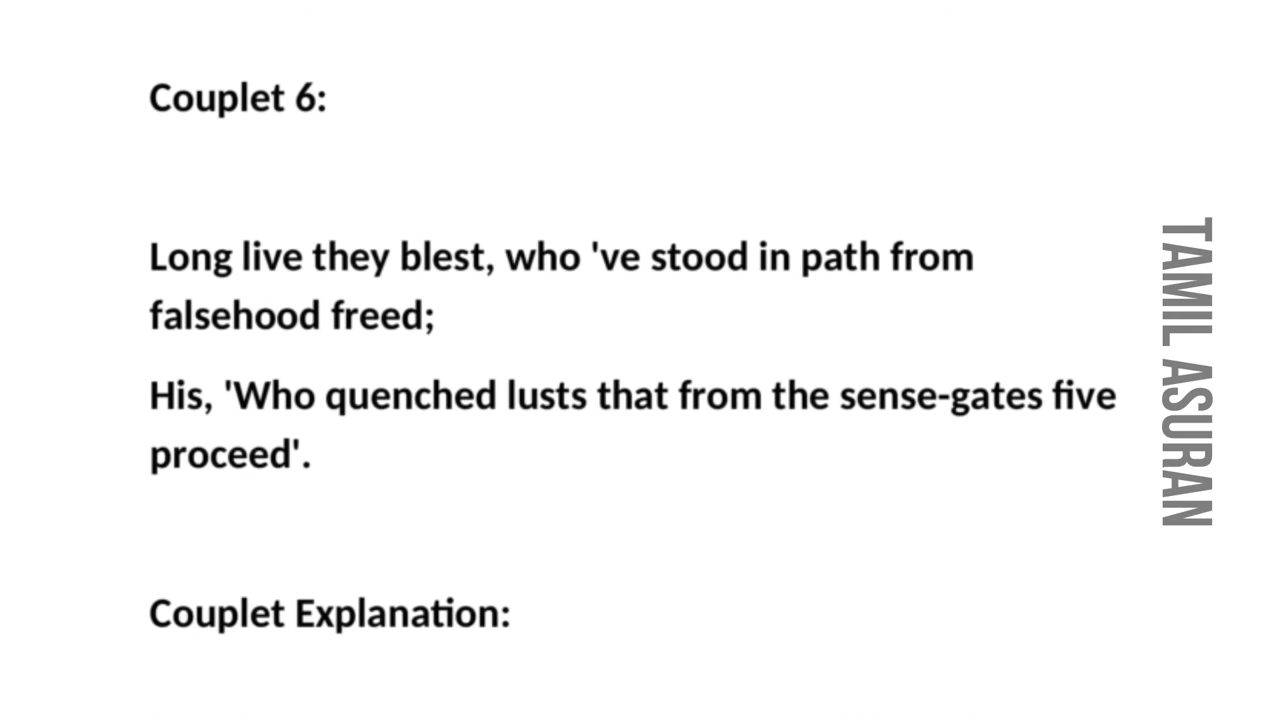 Couplet 6:
Long live they blest, who 've stood in path from
falsehood freed;
His, 'Who quenched lusts that from the sense-gates five
proceed'.
Couplet Explanation:
TAMIL ASURAN